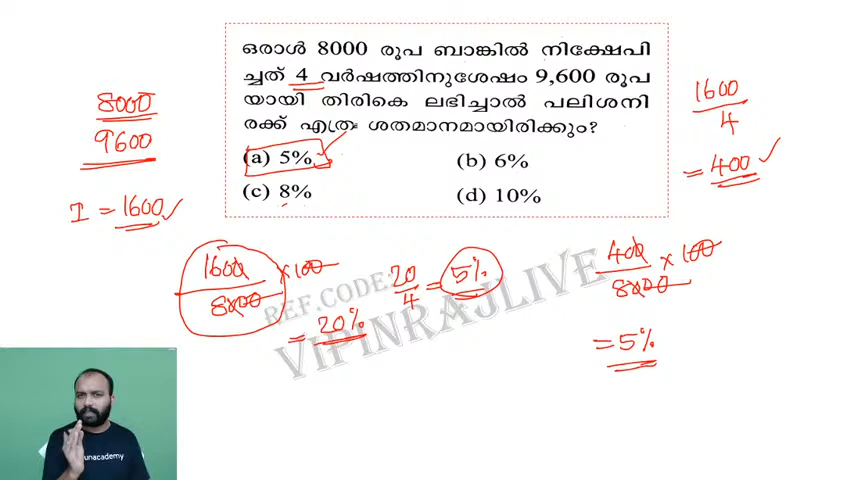 ഒരാൾ 8000 രൂപ ബാങ്കിൽ നിക്ഷേപി
ച്ചത് 4 വർഷത്തിനുശേഷം 9,600 രൂപ
യായി തിരികെ ലഭിച്ചാൽ പലിശനി
രക്ക് എത്ര ശതമാനമായിരിക്കും?
(a) 5%
(b) 6%
(c) 8%
(d) 10%
8000
9600
I = 1600
1600
4
= 400
1600 × 100
8000
= 20%
20
4
= 5%
400 × 100
8000
= 5%
REF.CODE:
VIPINRAJLIVE
unacademy